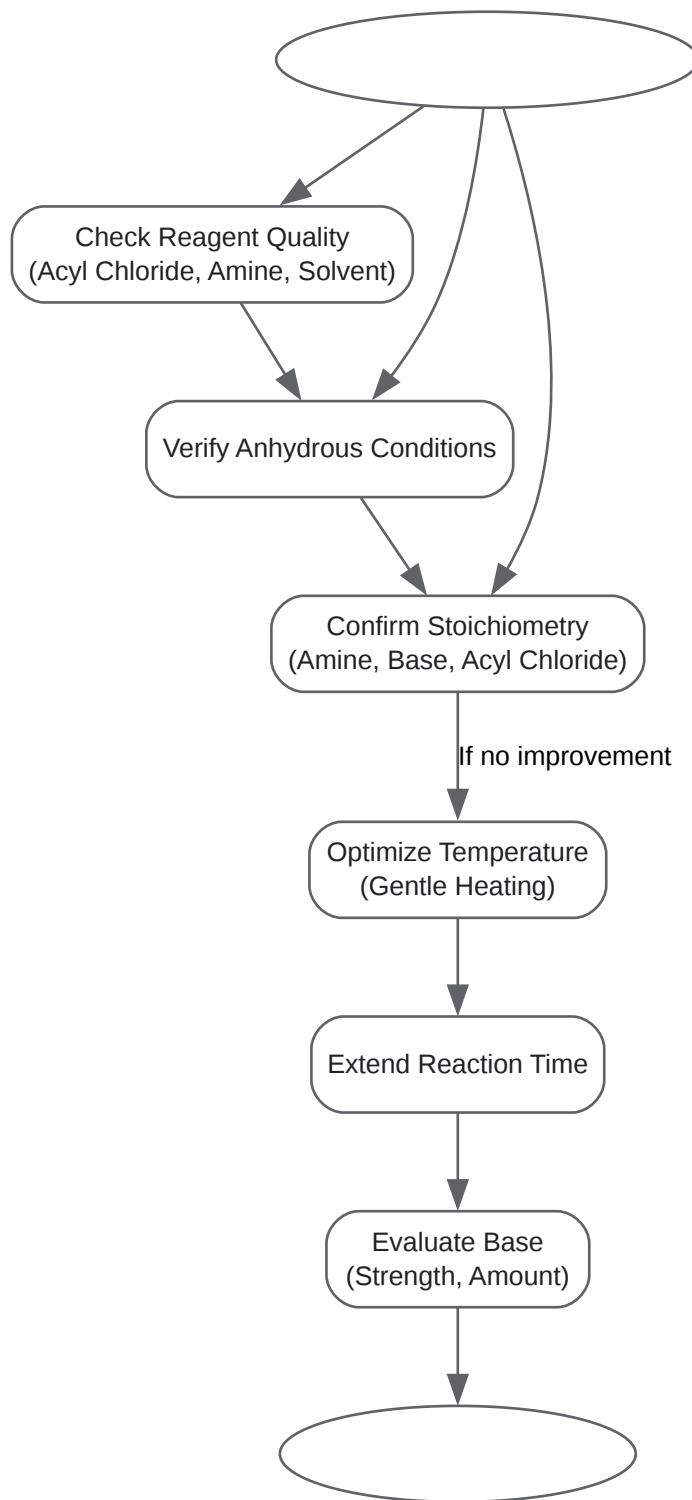 Check Reagent Quality
(Acyl Chloride, Amine, Solvent)
Verify Anhydrous Conditions
Confirm Stoichiometry
(Amine, Base, Acyl Chloride)
If no improvement
Optimize Temperature
(Gentle Heating)
Extend Reaction Time
Evaluate Base
(Strength, Amount)